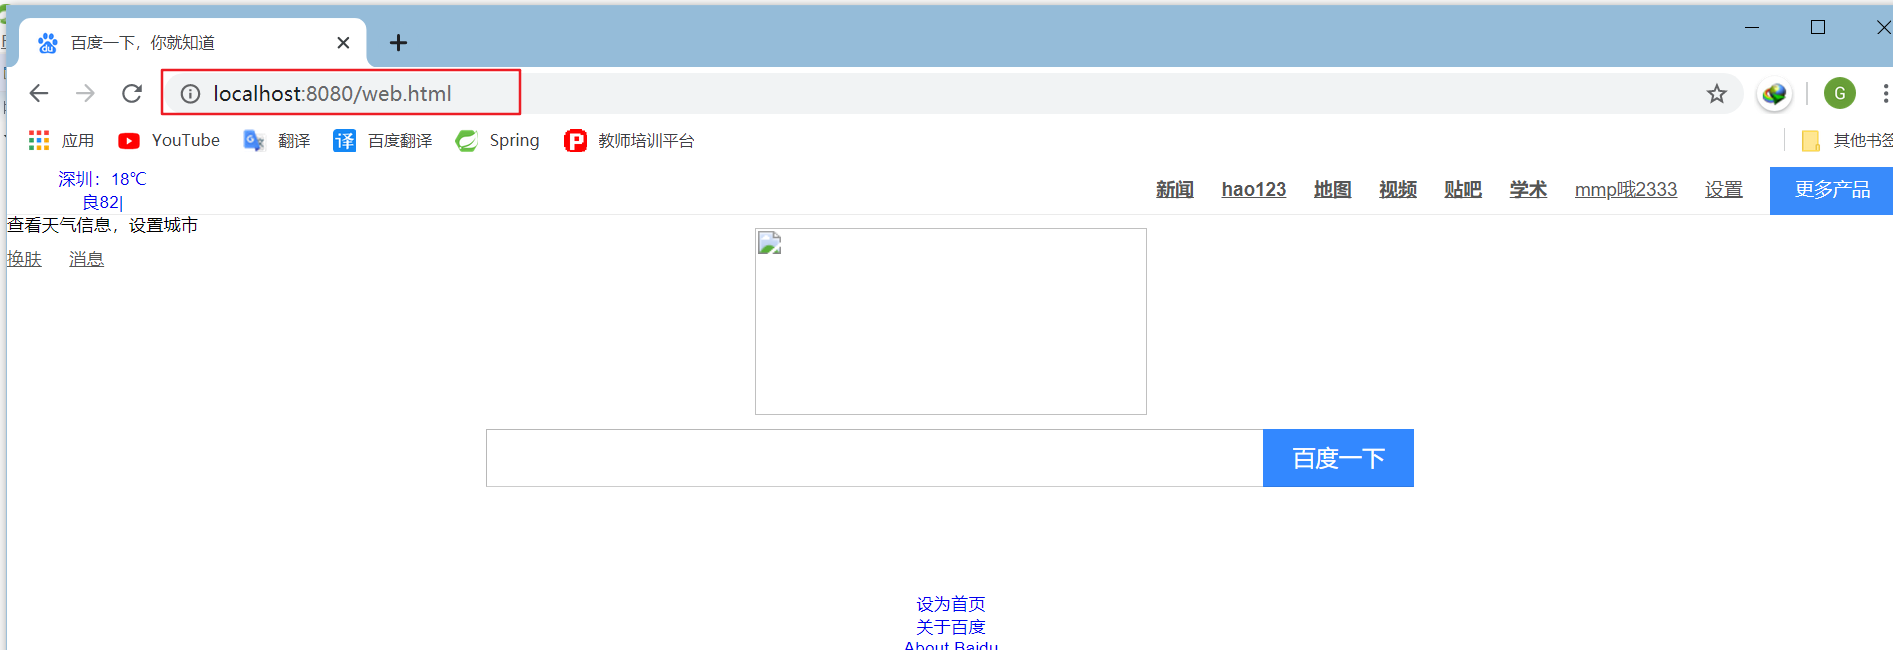 百度一下，你就知道
localhost:8080/web.html
G
应用 YouTube 翻译 译 百度翻译 Spring 教师培训平台 其他书签
深圳：18℃
良82|
新闻 hao123 地图 视频 贴吧 学术 mmp哦2333 设置 更多产品
查看天气信息，设置城市
换肤 消息
百度一下
设为首页
关于百度
About Baidu